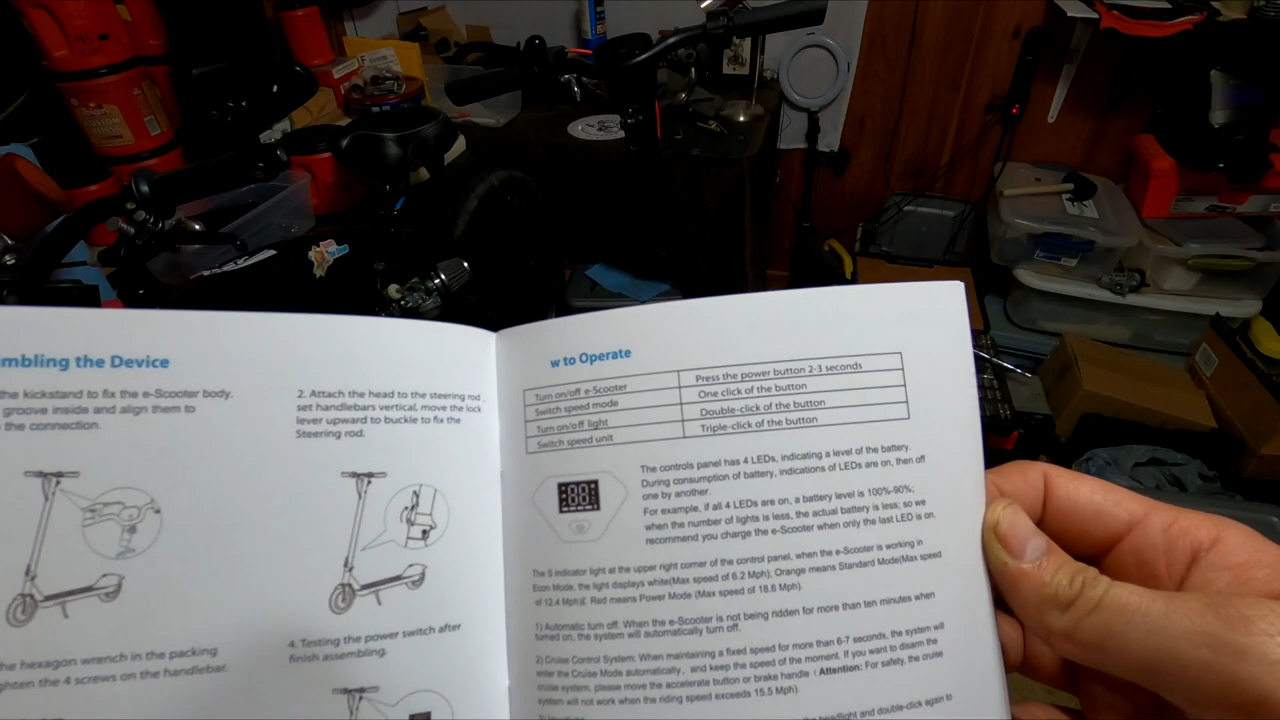 embling the Device
the kickstand to fix the e-Scooter body.
groove inside and align them to
the connection.
2. Attach the head to the steering rod
set handlebars vertical, move the lock
lever upward to buckle to fix the
Steering rod.
the hexagon wrench in the packing
ghten the 4 screws on the handlebar.
4. Testing the power switch after
finish assembling.
w to Operate
Turn on/off e-Scooter Press the power button 2-3 seconds
Switch speed mode One click of the button
Turn on/off light Double-click of the button
Switch speed unit Triple-click of the button
The controls panel has 4 LEDs, indicating a level of the battery.
During consumption of battery, indications of LEDs are on, then off
one by another.
For example, if all 4 LEDs are on, a battery level is 100%-90%;
when the number of lights is less, the actual battery is less; so we
recommend you charge the e-Scooter when only the last LED is on.
88
The S indicator light at the upper right corner of the control panel, when the e-Scooter is working in
Econ Mode, the light displays white(Max speed of 6.2 Mph); Orange means Standard Mode(Max speed
of 12.4 Mph)£ Red means Power Mode (Max speed of 18.6 Mph).
1) Automatic turn off: When the e-Scooter is not being ridden for more than ten minutes when
turned on, the system will automatically turn off.
2) Cruise Control System: When maintaining a fixed speed for more than 6-7 seconds, the system will
enter the Cruise Mode automatically, and keep the speed of the moment. if you want to disarm the
cruise system, please move the accelerate button or brake handle ( Attention: For safety, the cruise
system will not work when the riding speed exceeds 15.5 Mph).
headlight and double-click again to